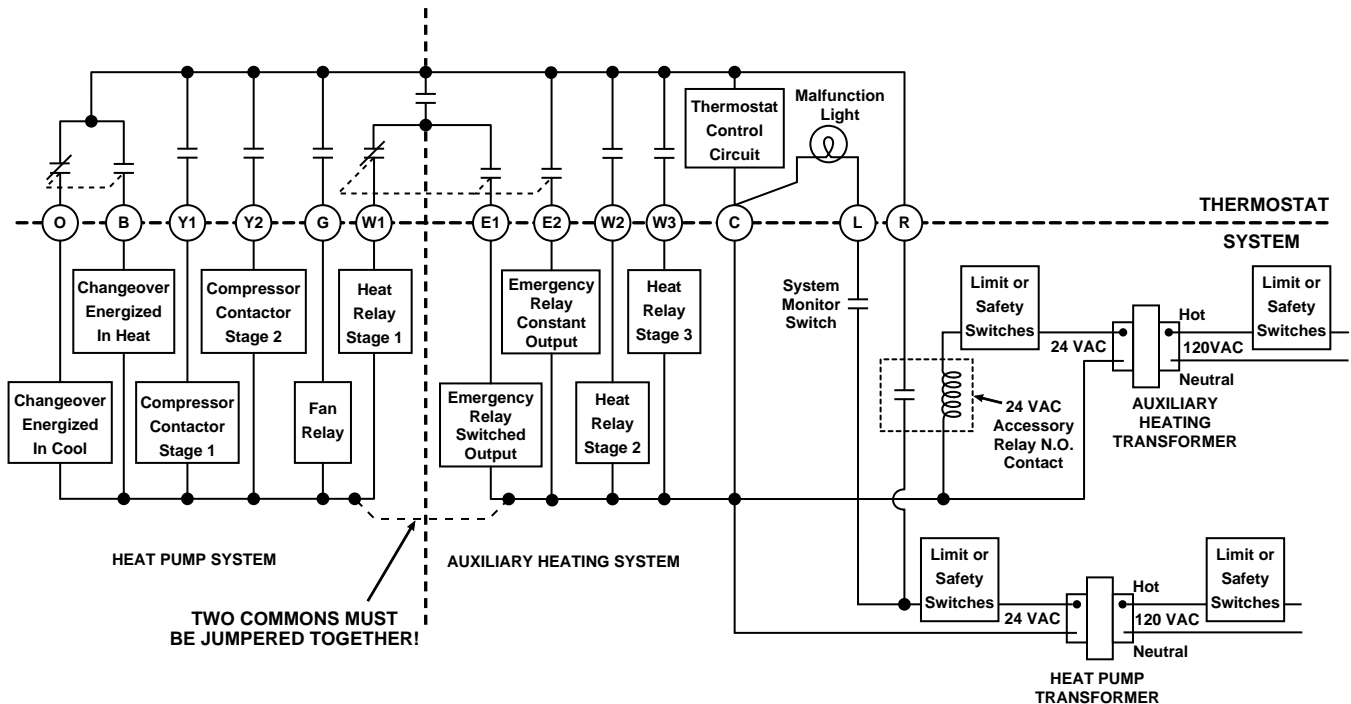 Thermostat
Control
Circuit
Malfunction
Light
O
B
Y1
Y2
G
W1
E1
E2
W2
W3
C
L
R
THERMOSTAT
SYSTEM
Changeover
Energized
In Heat
Compressor
Contactor
Stage 2
Heat
Relay
Stage 1
Emergency
Relay
Constant
Output
Heat
Relay
Stage 3
System
Monitor
Switch
Limit or
Safety
Switches
24 VAC
Hot
120VAC
Neutral
Limit or
Safety
Switches
AUXILIARY
HEATING
TRANSFORMER
Changeover
Energized
In Cool
Compressor
Contactor
Stage 1
Fan
Relay
Emergency
Relay
Switched
Output
Heat
Relay
Stage 2
24 VAC
Accessory
Relay N.O.
Contact
HEAT PUMP SYSTEM
AUXILIARY HEATING SYSTEM
TWO COMMONS MUST
BE JUMPERED TOGETHER!
Limit or
Safety
Switches
24 VAC
Hot
120 VAC
Neutral
Limit or
Safety
Switches
HEAT PUMP
TRANSFORMER